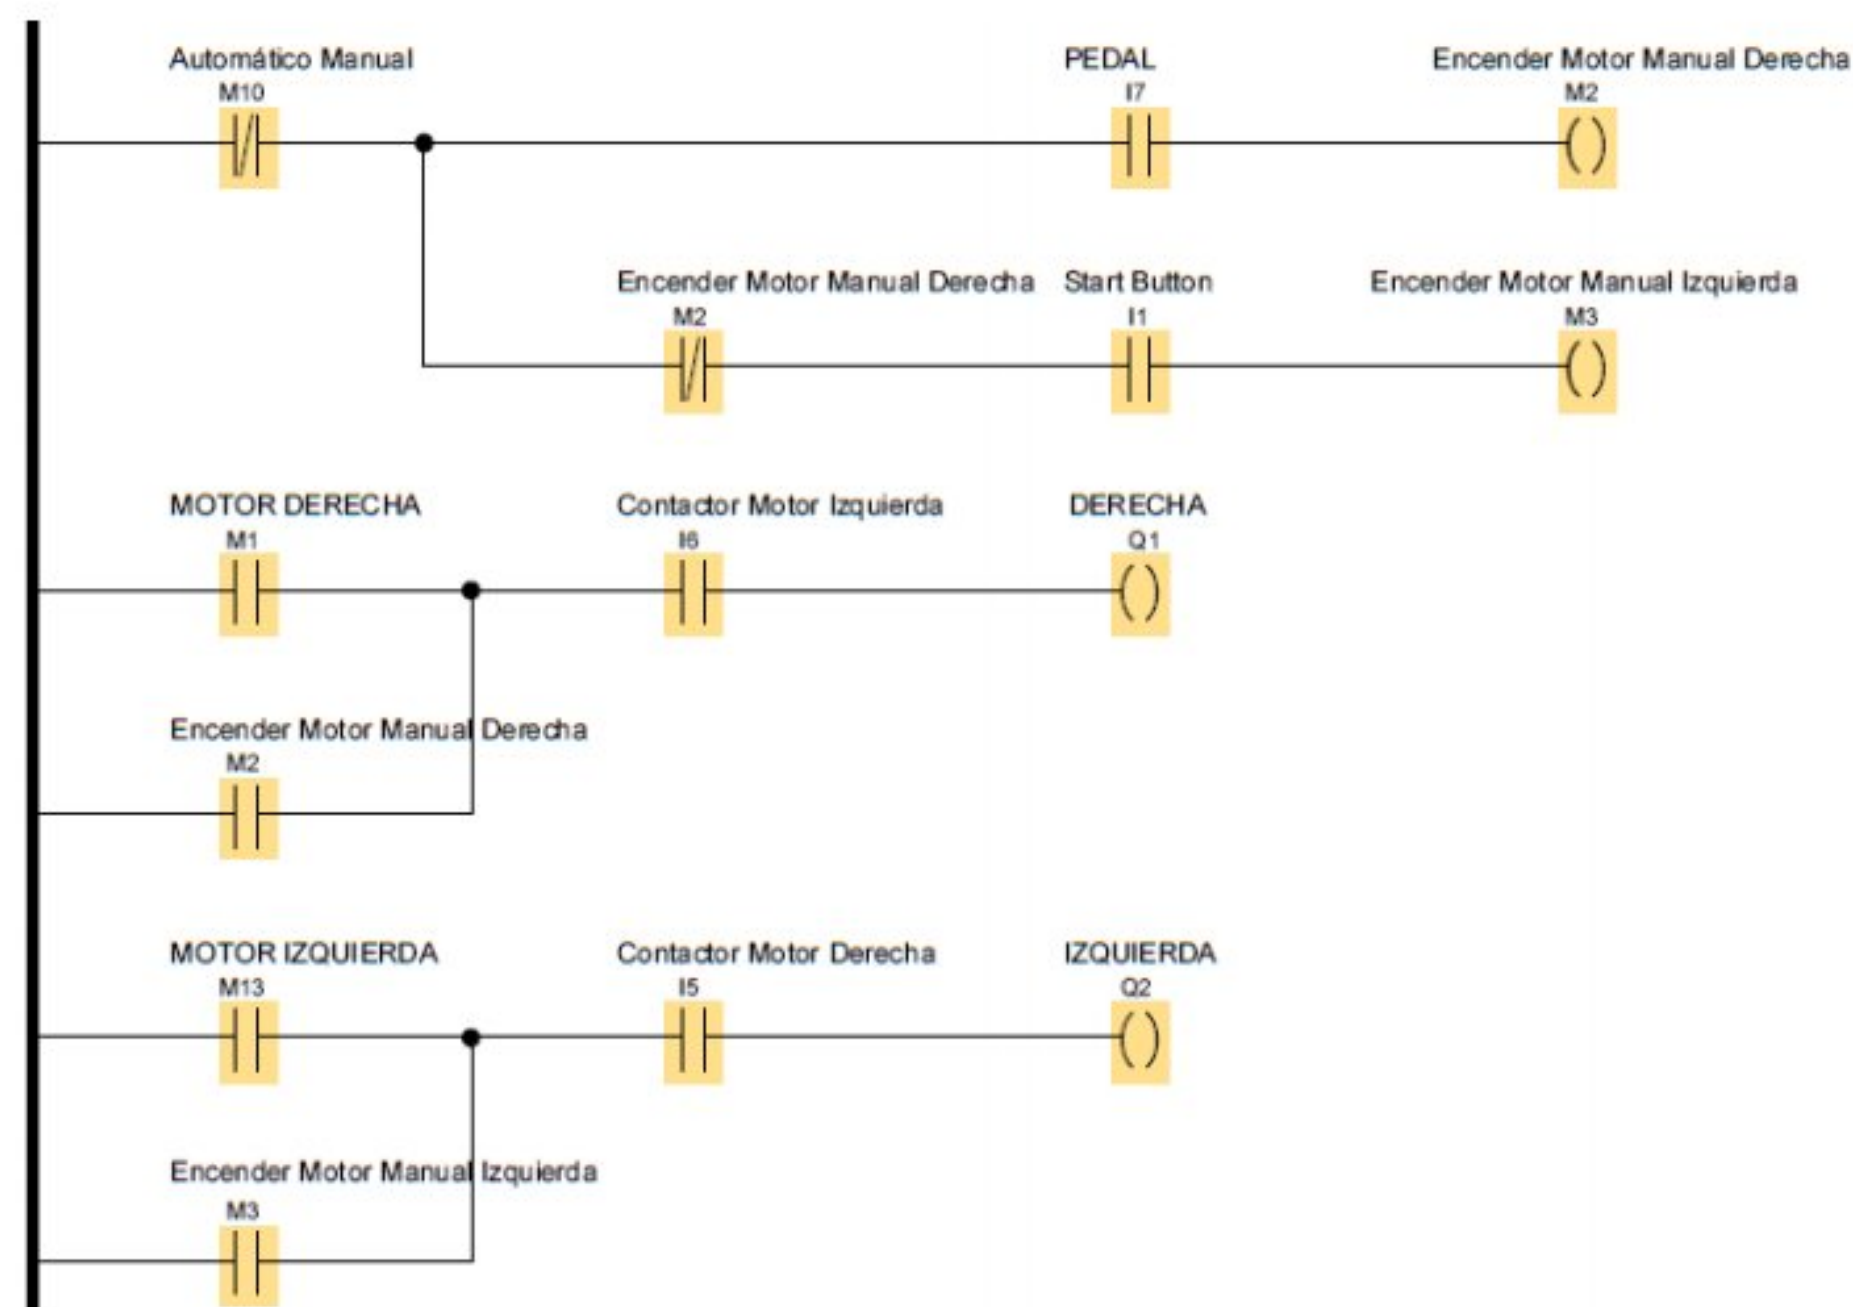 Automático Manual PEDAL Encender Motor Manual Derecha
M10 I7 M2
Encender Motor Manual Derecha Start Button Encender Motor Manual Izquierda
M2 I1 M3
MOTOR DERECHA Contactor Motor Izquierda DERECHA
M1 I6 Q1
Encender Motor Manual Derecha
M2
MOTOR IZQUIERDA Contactor Motor Derecha IZQUIERDA
M13 I5 Q2
Encender Motor Manual Izquierda
M3